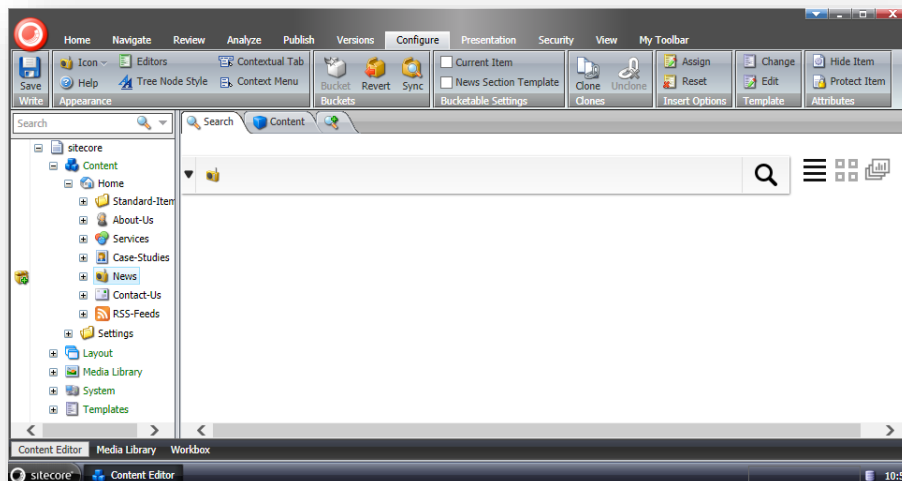 Home Navigate Review Analyze Publish Versions Configure Presentation Security View My Toolbar
Save
Write
Icon
Help
Editors
Tree Node Style
Contextual Tab
Context Menu
Appearance
Bucket Revert Sync
Buckets
Current Item
News Section Template
Bucketable Settings
Clone Unclone
Clones
Assign
Reset
Insert Options
Change
Edit
Template
Hide Item
Protect Item
Attributes
Search
Search Content
sitecore
Content
Home
Standard-Item
About-Us
Services
Case-Studies
News
Contact-Us
RSS-Feeds
Settings
Layout
Media Library
System
Templates
Content Editor Media Library Workbox
sitecore Content Editor